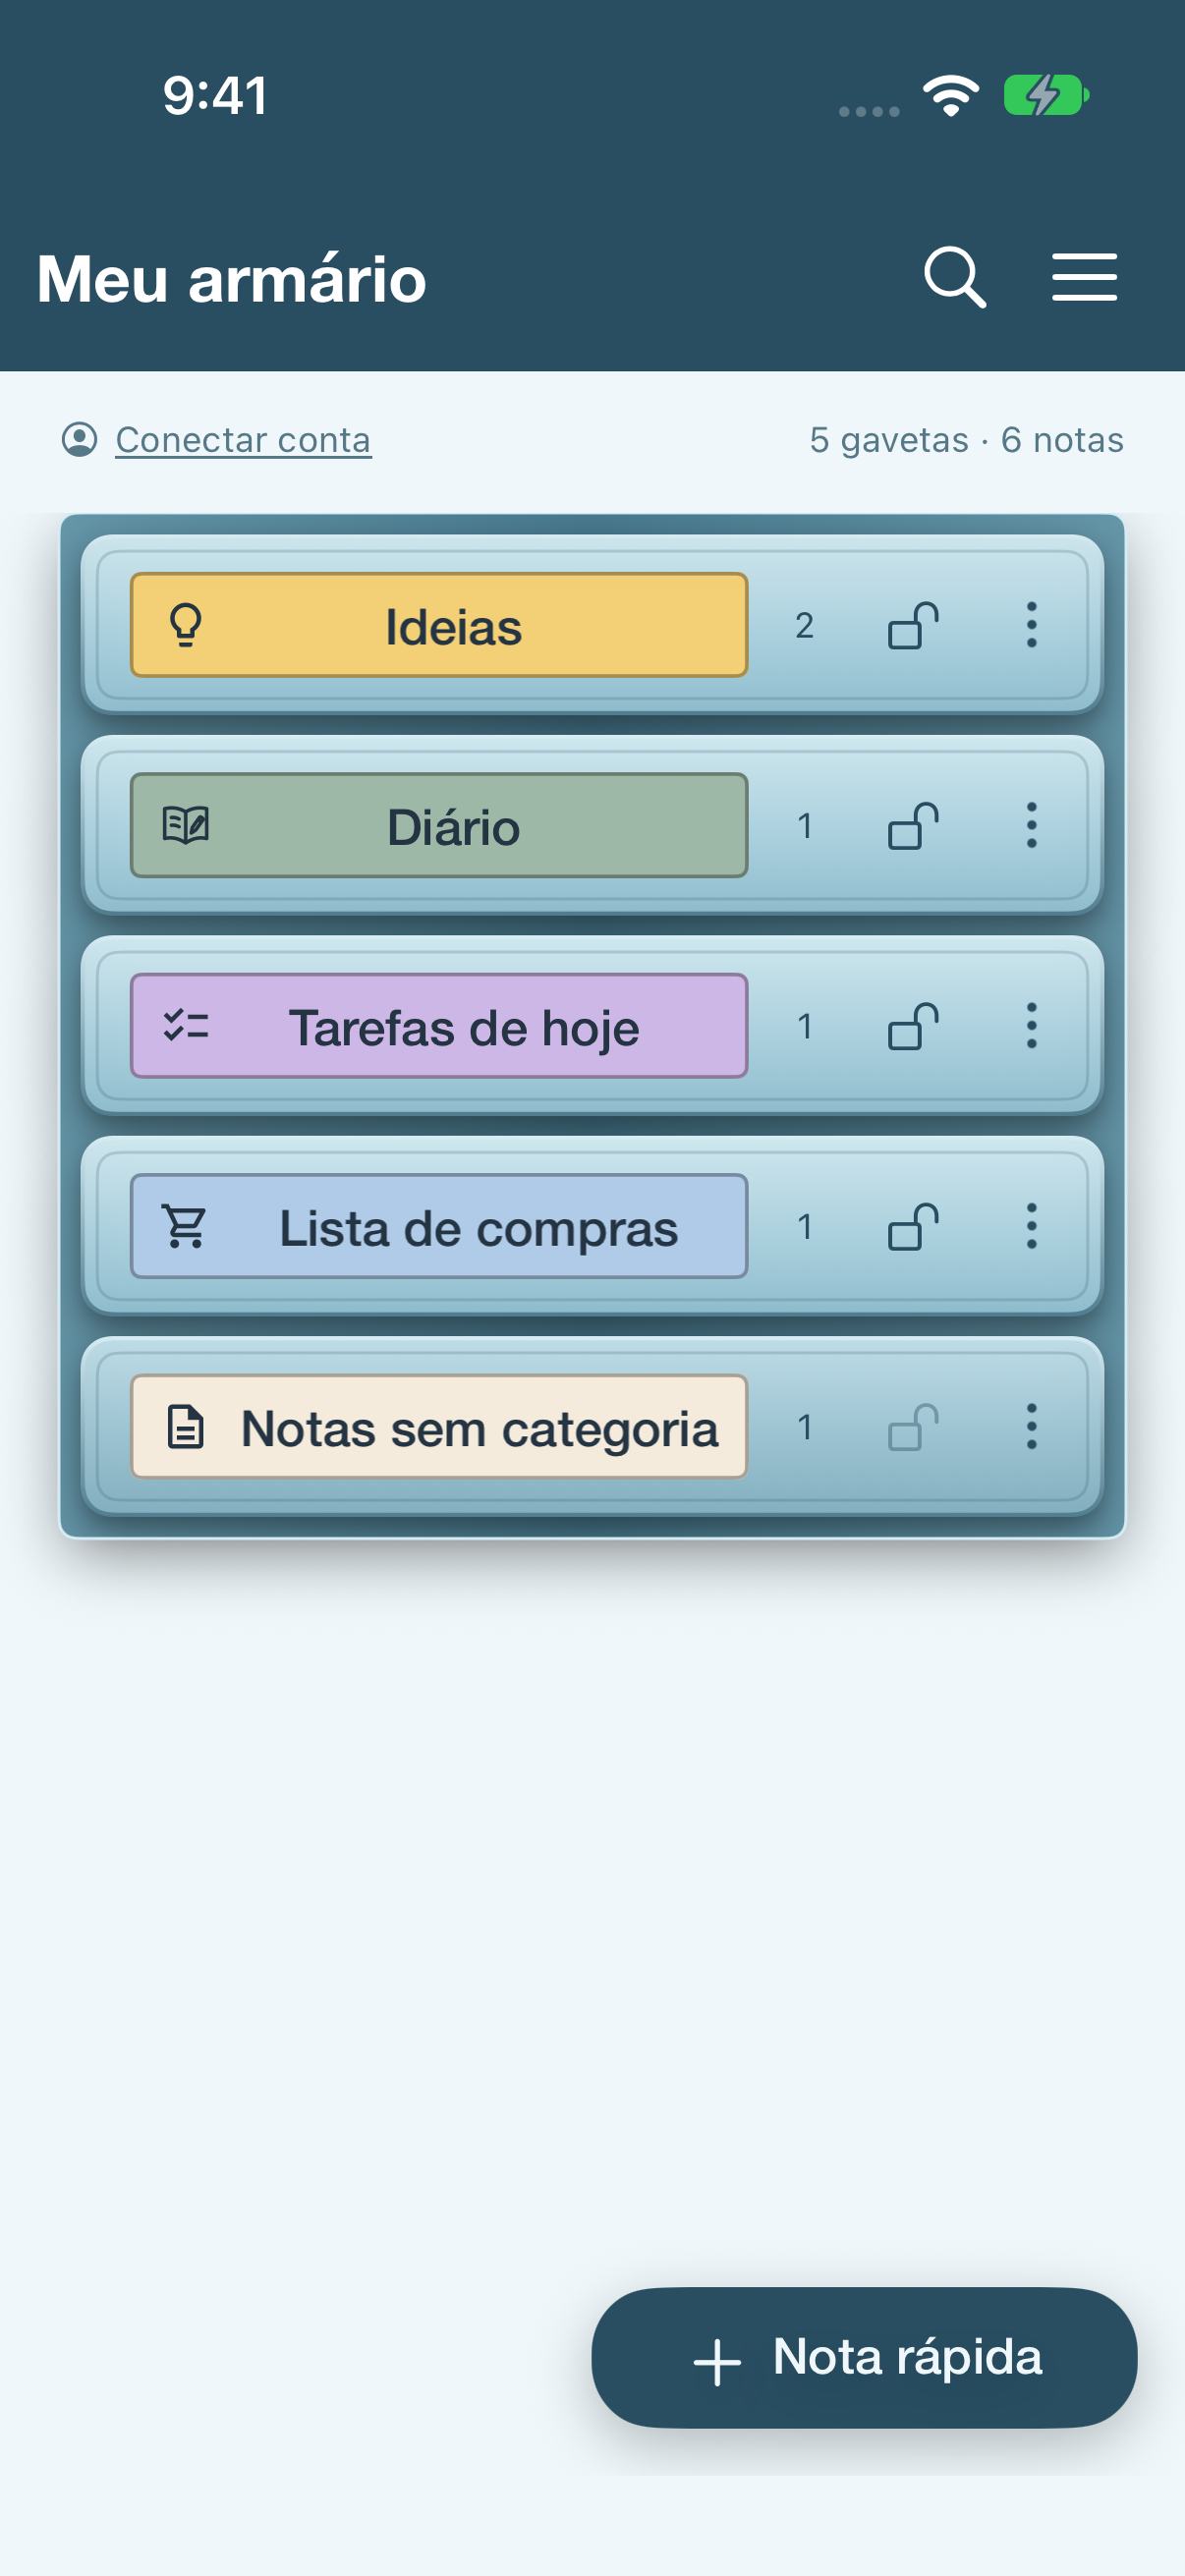 9:41
Meu armário
Conectar conta
5 gavetas · 6 notas
Ideias
2
Diário
1
Tarefas de hoje
1
Lista de compras
1
Notas sem categoria
1
Nota rápida